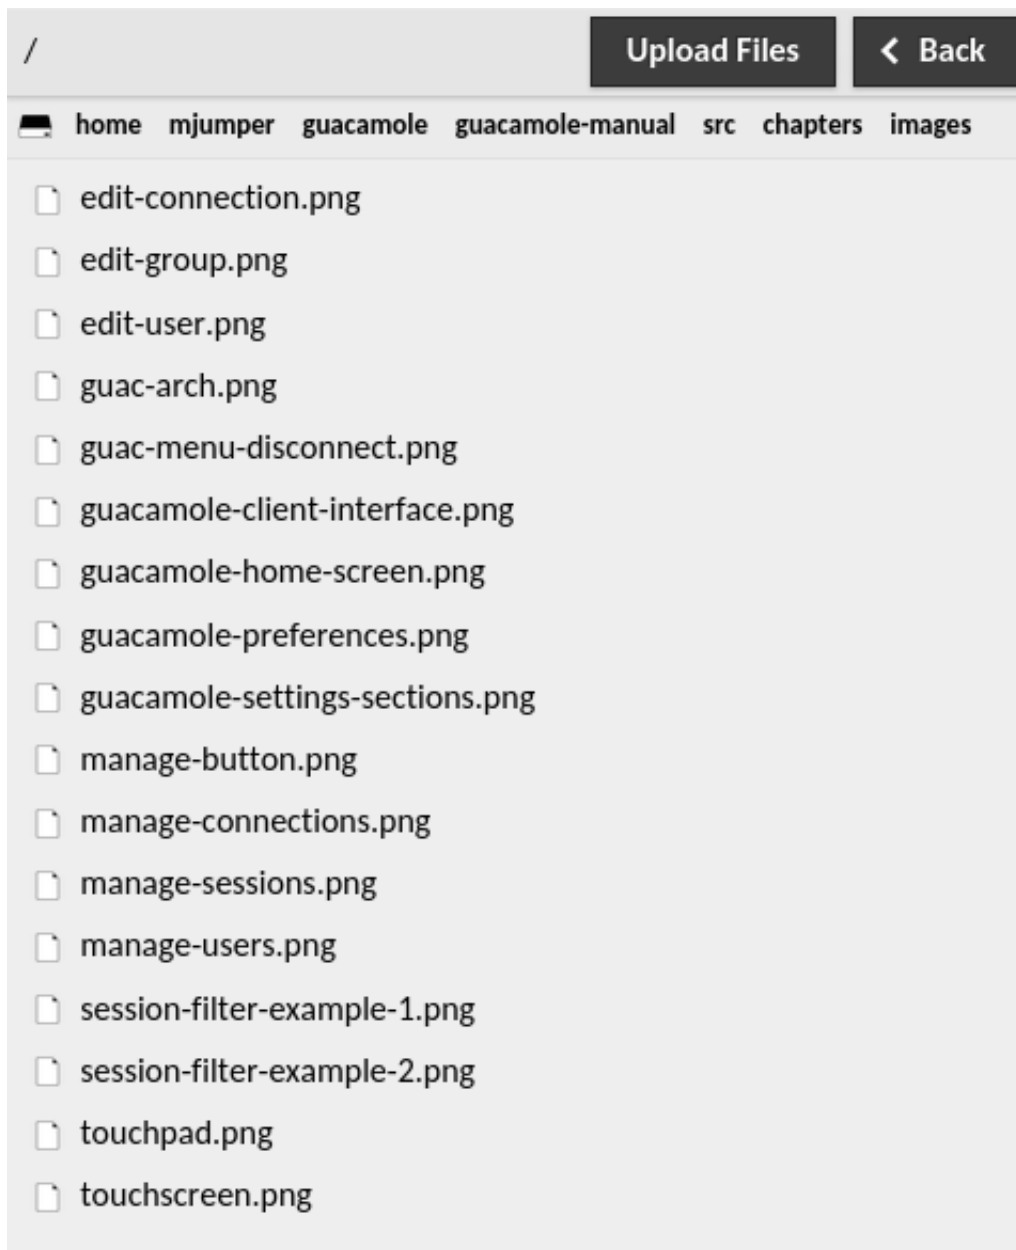 / Upload Files Back
home mjumper guacamole guacamole-manual src chapters images
edit-connection.png
edit-group.png
edit-user.png
guac-arch.png
guac-menu-disconnect.png
guacamole-client-interface.png
guacamole-home-screen.png
guacamole-preferences.png
guacamole-settings-sections.png
manage-button.png
manage-connections.png
manage-sessions.png
manage-users.png
session-filter-example-1.png
session-filter-example-2.png
touchpad.png
touchscreen.png